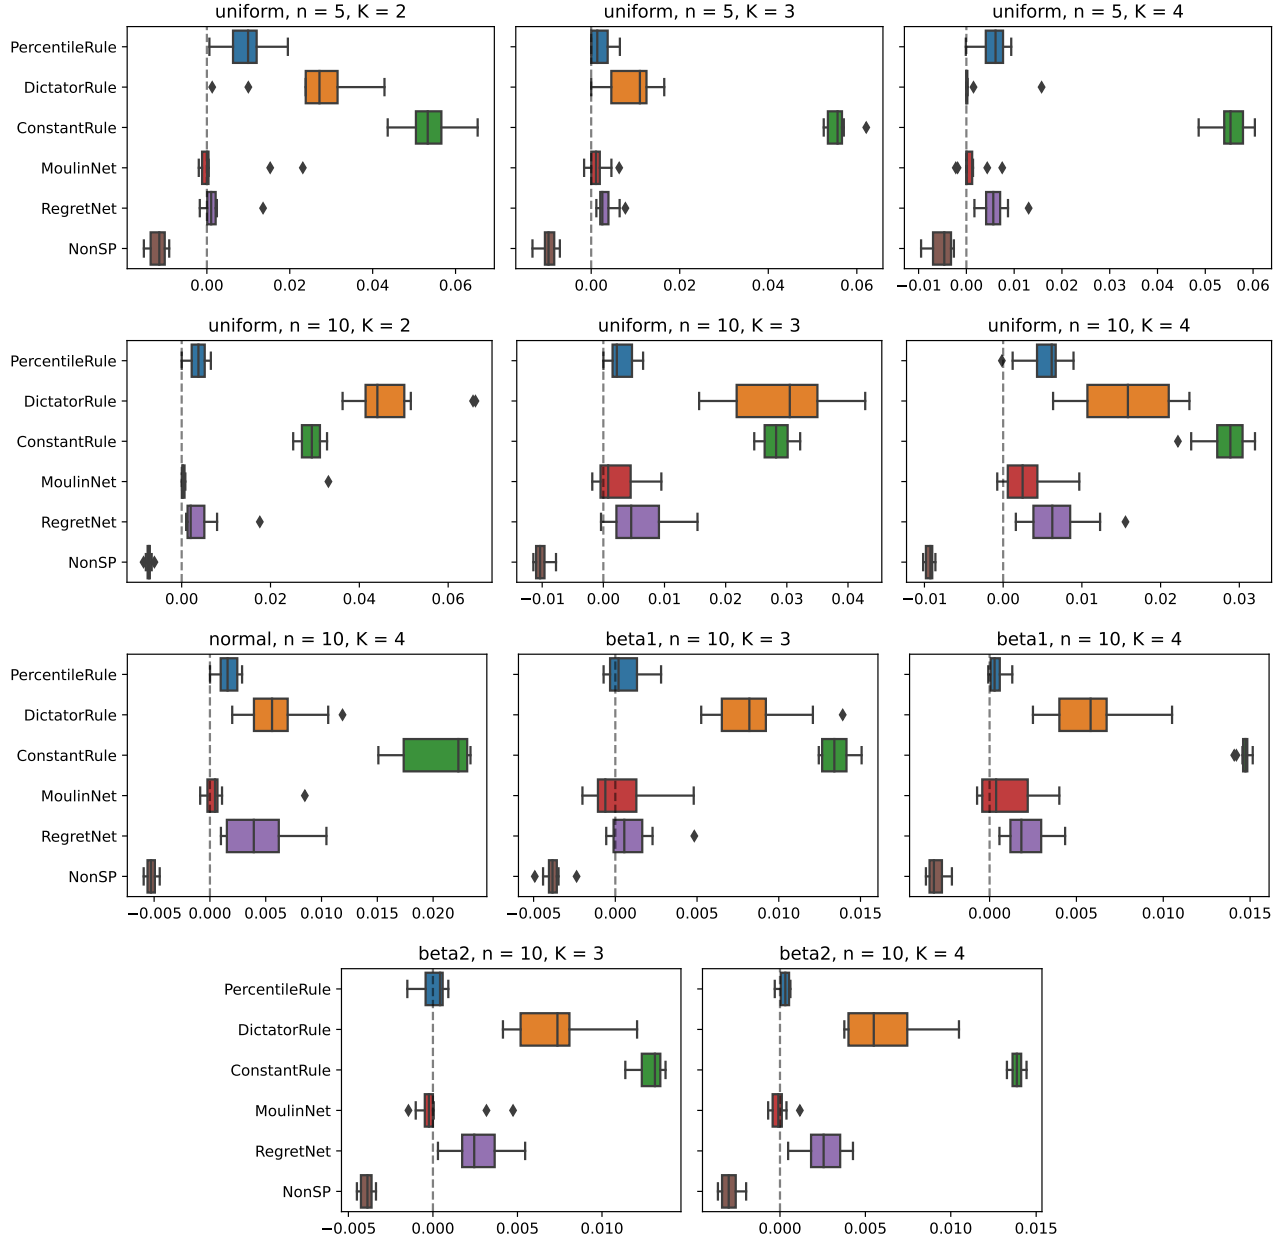 uniform, n = 5, K = 2
uniform, n = 5, K = 3
uniform, n = 5, K = 4
PercentileRule
DictatorRule
ConstantRule
MoulinNet
RegretNet
NonSP
0.00 0.02 0.04 0.06
0.00 0.02 0.04 0.06
−0.01 0.00 0.01 0.02 0.03 0.04 0.05 0.06
uniform, n = 10, K = 2
uniform, n = 10, K = 3
uniform, n = 10, K = 4
PercentileRule
DictatorRule
ConstantRule
MoulinNet
RegretNet
NonSP
0.00 0.02 0.04 0.06
−0.01 0.00 0.01 0.02 0.03 0.04
−0.01 0.00 0.01 0.02 0.03
normal, n = 10, K = 4
beta1, n = 10, K = 3
beta1, n = 10, K = 4
PercentileRule
DictatorRule
ConstantRule
MoulinNet
RegretNet
NonSP
−0.005 0.000 0.005 0.010 0.015 0.020
−0.005 0.000 0.005 0.010 0.015
0.000 0.005 0.010 0.015
beta2, n = 10, K = 3
beta2, n = 10, K = 4
PercentileRule
DictatorRule
ConstantRule
MoulinNet
RegretNet
NonSP
−0.005 0.000 0.005 0.010
0.000 0.005 0.010 0.015